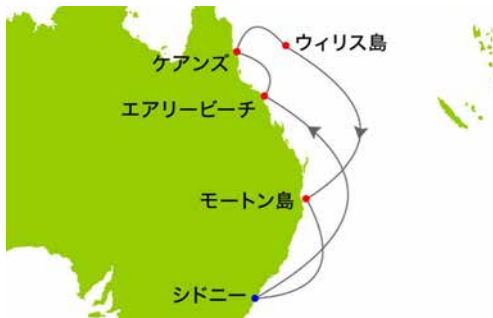 ウィリス島
ケアンズ
エアリービーチ
モートン島
シドニー